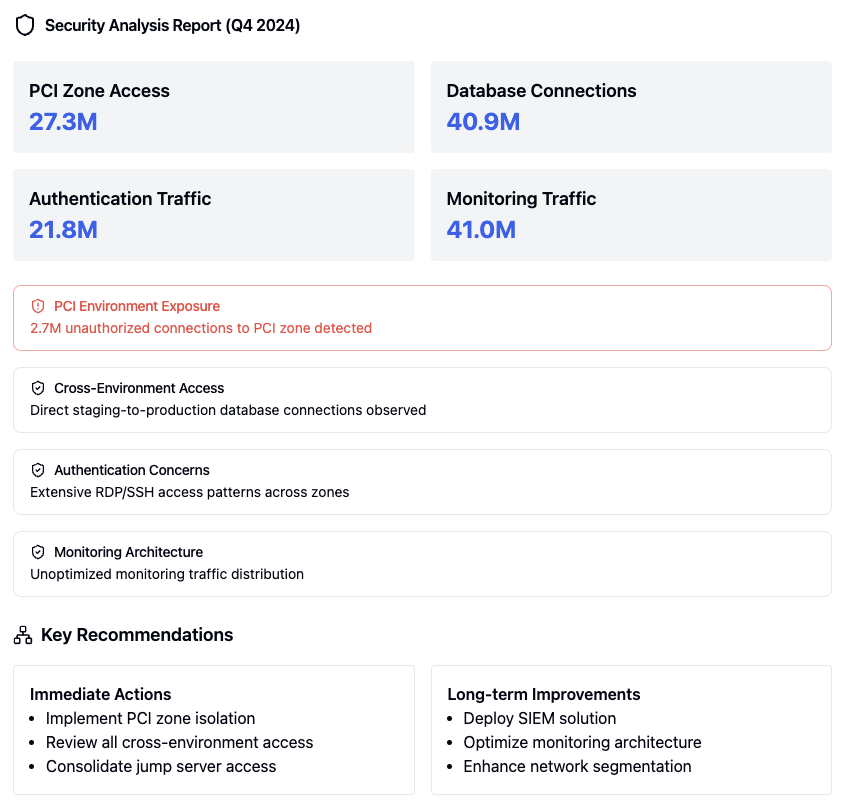 Security Analysis Report (Q4 2024)
PCI Zone Access
27.3M
Database Connections
40.9M
Authentication Traffic
21.8M
Monitoring Traffic
41.0M
PCI Environment Exposure
2.7M unauthorized connections to PCI zone detected
Cross-Environment Access
Direct staging-to-production database connections observed
Authentication Concerns
Extensive RDP/SSH access patterns across zones
Monitoring Architecture
Unoptimized monitoring traffic distribution
Key Recommendations
Immediate Actions
• Implement PCI zone isolation
• Review all cross-environment access
• Consolidate jump server access
Long-term Improvements
• Deploy SIEM solution
• Optimize monitoring architecture
• Enhance network segmentation